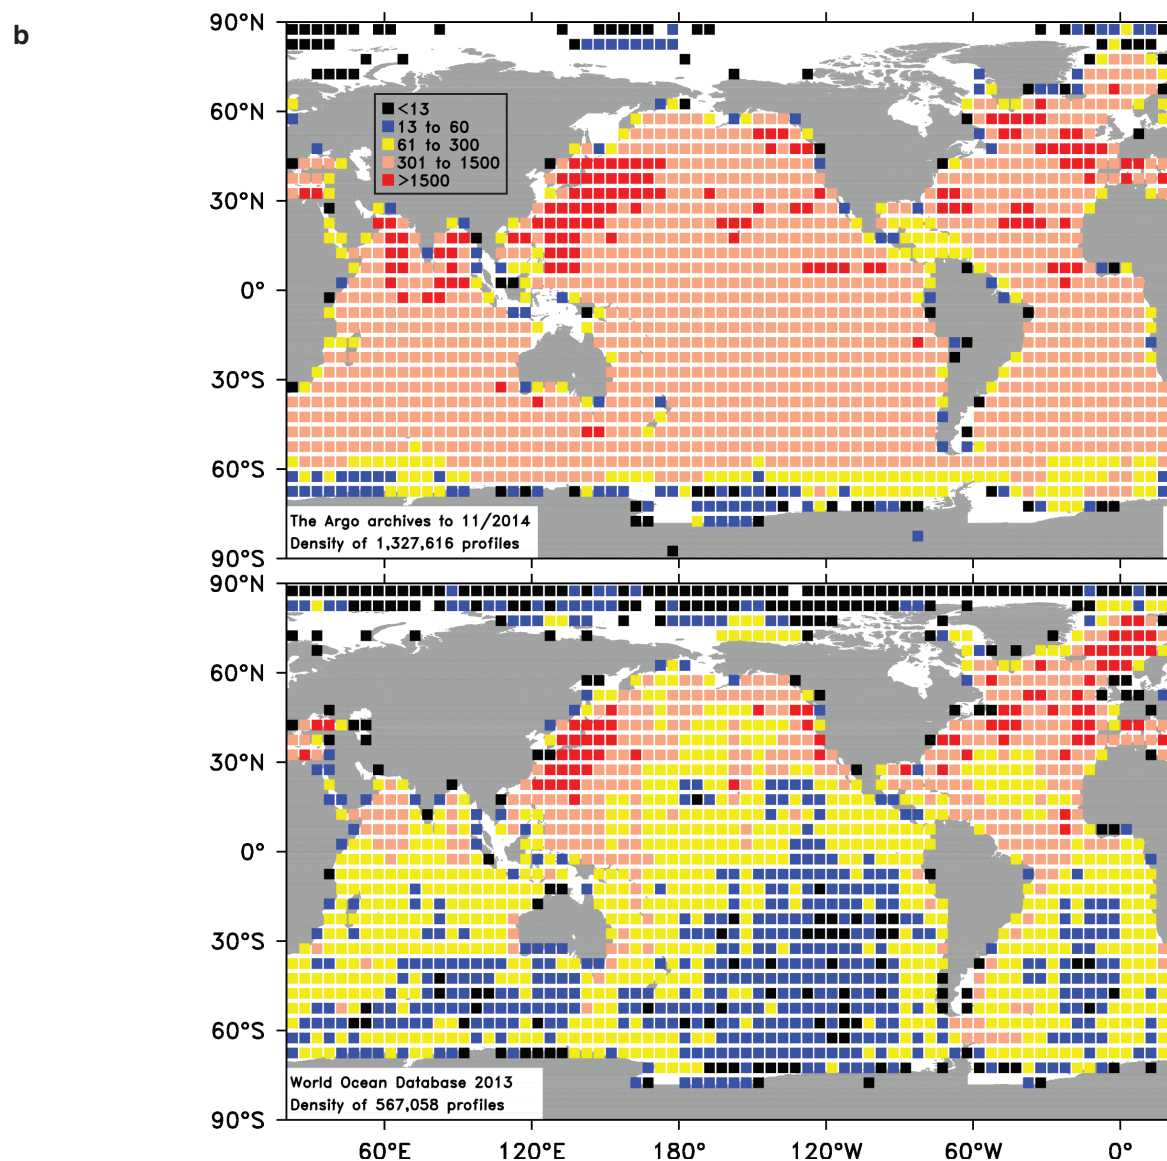 b
90°N
60°N
30°N
0°
30°S
60°S
90°S
<13
13 to 60
61 to 300
301 to 1500
>1500
The Argo archives to 11/2014
Density of 1,327,616 profiles
90°N
60°N
30°N
0°
30°S
60°S
90°S
World Ocean Database 2013
Density of 567,058 profiles
60°E 120°E 180° 120°W 60°W 0°